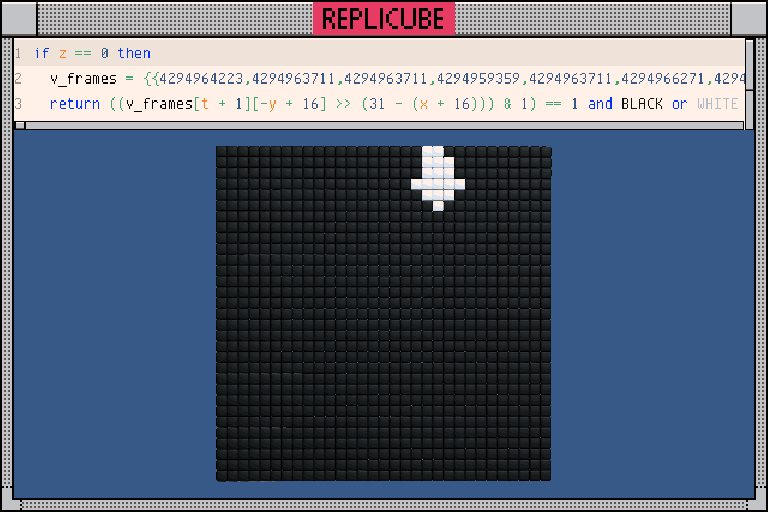 REPLICUBE
1 if z == 0 then
2 v_frames = {{4294964223,4294963711,4294963711,4294959359,4294963711,4294966271,4294
3 return ((v_frames[t + 1][-y + 16] >> (31 - (x + 16))) & 1) == 1 and BLACK or WHITE